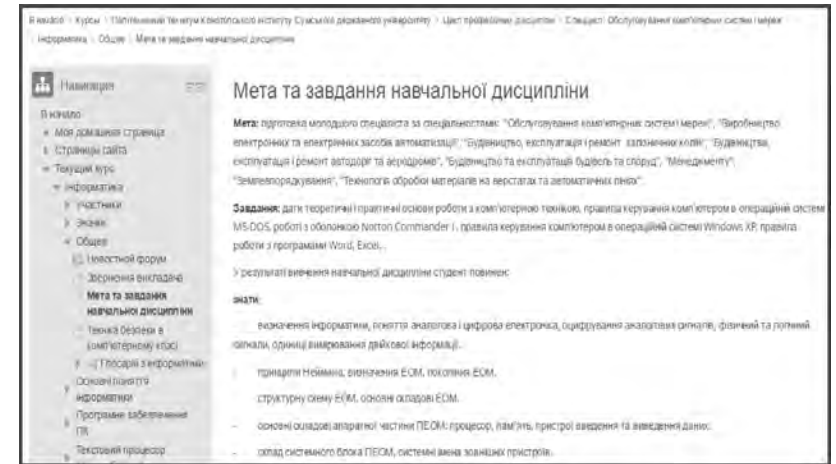 В начало › Курсы › Політехнічний технікум Конотопського інституту Сумського державного університету › Цикл професійних дисциплін › Спеціаліст: Обслуговування комп'ютерних систем і мереж
› Інформатика › Общее › Мета та завдання навчальної дисципліни
Навигация
В начало
Моя домашняя страница
Страницы сайта
Текущий курс
Інформатика
Участники
Значки
Общее
Новостной форум
Звернення викладача
Мета та завдання
навчальної дисципліни
Техніка безпеки в
комп'ютерному класі
Глосарій з інформатики
Основні поняття
інформатики
Програмне забезпечення
ПК
Текстовий процесор
Мета та завдання навчальної дисципліни
Мета: підготовка молодшого спеціаліста за спеціальностями: "Обслуговування комп'ютерних систем і мереж", "Виробництво
електронних та електричних засобів автоматизації", "Будівництво, експлуатація і ремонт залізничних колій", "Будівництво,
експлуатація і ремонт автодоріг та аеродромів", "Будівництво та експлуатація будівель та споруд", "Менеджменту",
"Землевпорядкування", "Технологія обробки матеріалів на верстатах та автоматичних лініях".
Завдання: дати теоретичні і практичні основи роботи з комп'ютерною технікою, правила керування комп'ютером в операційній системі
MS-DOS, роботі з оболонкою Norton Commander, правила керування комп'ютером в операційній системі Windows XP, правила
роботи з програмами Word, Excel.
У результаті вивчення навчальної дисципліни студент повинен:
знати:
- визначення інформатики, поняття аналогова і цифрова електроніка, оцифрування аналогових сигналів, фізичний та логічний
сигнали, одиниці вимірювання двійкової інформації.
- принципи Неймана, визначення ЕОМ, покоління ЕОМ.
структурну схему ЕОМ, основні складові ЕОМ.
- основні складові апаратної частини ПЕОМ: процесор, пам'ять, пристрої введення та виведення даних.
- склад системного блока ПЕОМ, системні шина зовнішніх пристроїв.